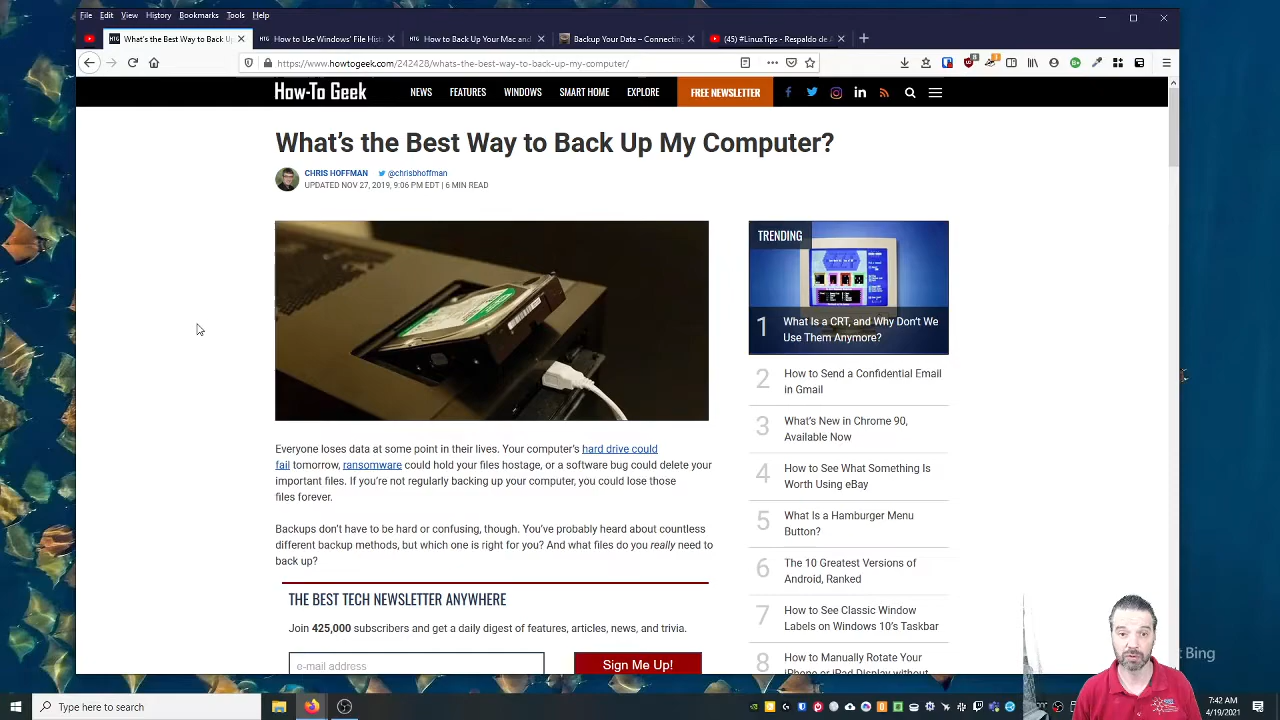 Edit
View
History
Bookmarks
Tools
Help
What's the Best Way to Back Up
How to Use Windows' File Hist
How to Back Up Your Mac and
Backup Your Data – Connecting
(45) #LinuxTips - Respaldo de A
https://www.howtogeek.com/242428/whats-the-best-way-to-back-up-my-computer/
How-To Geek
NEWS
FEATURES
WINDOWS
SMART HOME
EXPLORE
FREE NEWSLETTER
What's the Best Way to Back Up My Computer?
CHRIS HOFFMAN @chrisbhoffman
UPDATED NOV 27, 2019, 9:06 PM EDT | 6 MIN READ
Everyone loses data at some point in their lives. Your computer's hard drive could
fail tomorrow, ransomware could hold your files hostage, or a software bug could delete your
important files. If you're not regularly backing up your computer, you could lose those
files forever.
Backups don't have to be hard or confusing, though. You've probably heard about countless
different backup methods, but which one is right for you? And what files do you really need to
back up?
THE BEST TECH NEWSLETTER ANYWHERE
Join 425,000 subscribers and get a daily digest of features, articles, news, and trivia.
e-mail address
Sign Me Up!
TRENDING
1 What Is a CRT, and Why Don't We
Use Them Anymore?
2 How to Send a Confidential Email
in Gmail
3 What's New in Chrome 90,
Available Now
4 How to See What Something Is
Worth Using eBay
5 What Is a Hamburger Menu
Button?
6 The 10 Greatest Versions of
Android, Ranked
7 How to See Classic Window
Labels on Windows 10's Taskbar
8 How to Manually Rotate Your
iPhone or iPad Display without
t Bing
Type here to search
7:42 AM
4/19/2021